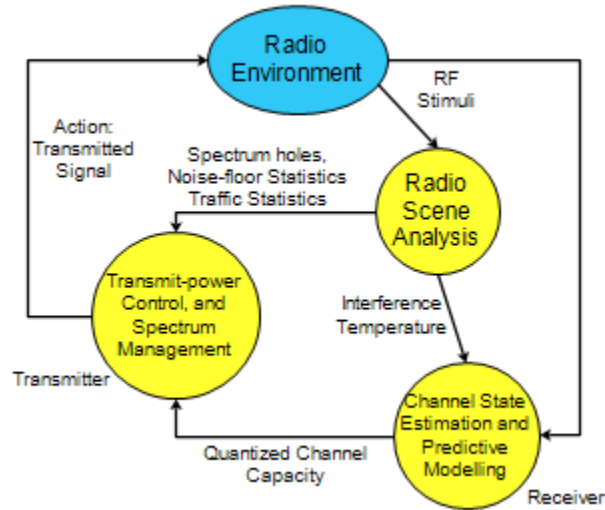 Radio
Environment
RF
Stimuli
Action:
Transmitted
Signal
Spectrum holes,
Noise-floor Statistics
Traffic Statistics
Radio
Scene
Analysis
Transmit-power
Control, and
Spectrum
Management
Interference
Temperature
Transmitter
Channel State
Estimation and
Predictive
Modelling
Quantized Channel
Capacity
Receiver